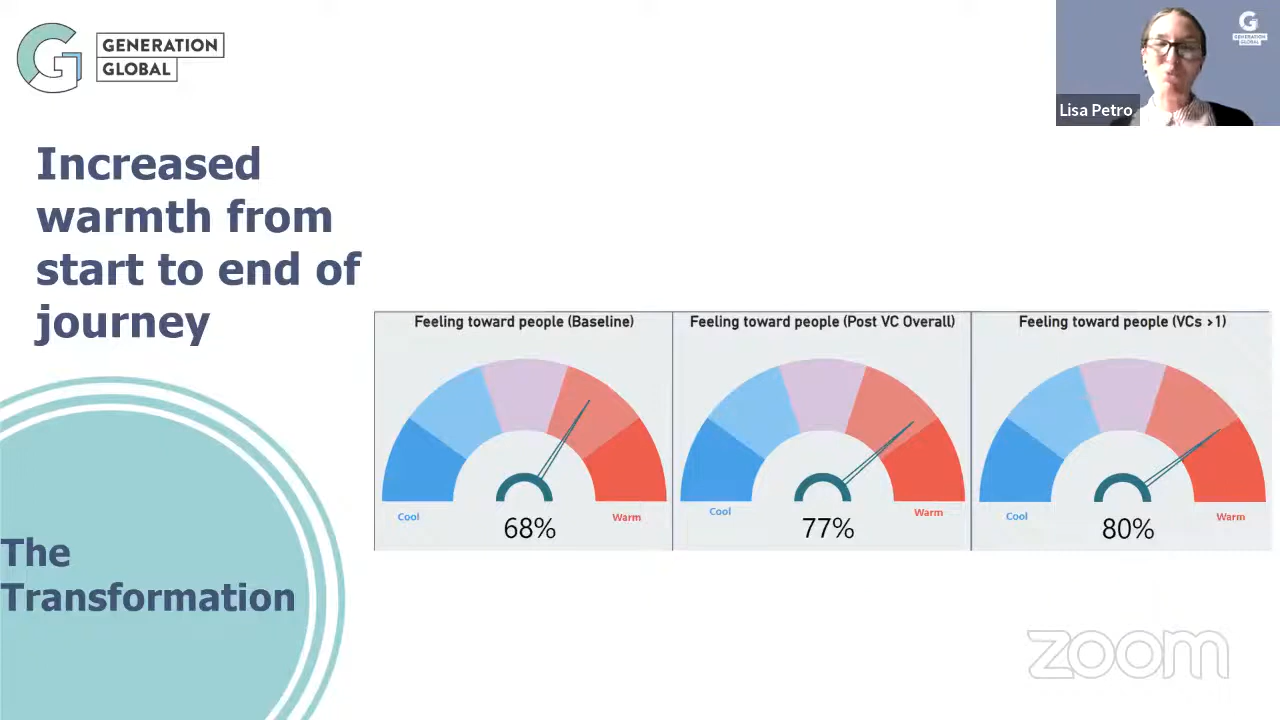 GENERATION
GLOBAL
G
GENERATION
GLOBAL
Lisa Petro
Increased
warmth from
start to end of
journey
Feeling toward people (Baseline)
Cool
Warm
68%
Feeling toward people (Post VC Overall)
Cool
Warm
77%
Feeling toward people (VCs >1)
Cool
Warm
80%
The
Transformation
zoom